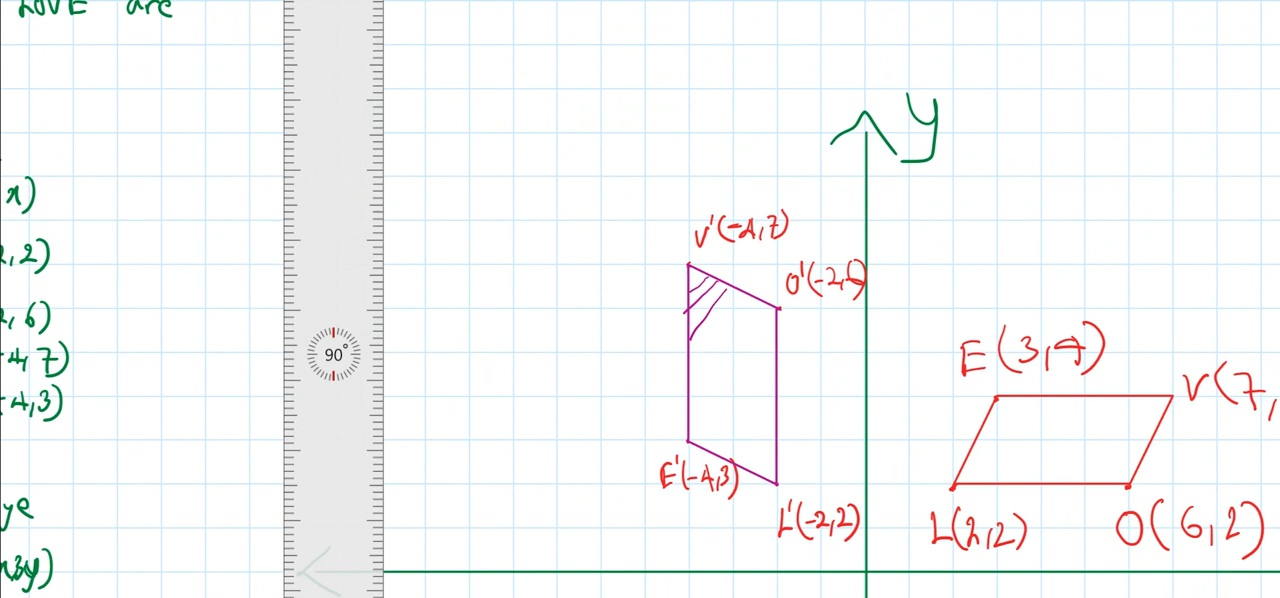 LOVE are
y
x)
,2)
V'(-4,7)
O'(-2,6
,6)
E(3,4)
90°
4,7)
V(7,
4,3)
E'(-4,3)
L'(-2,2)
L(2,2)
O(6,2)
ye